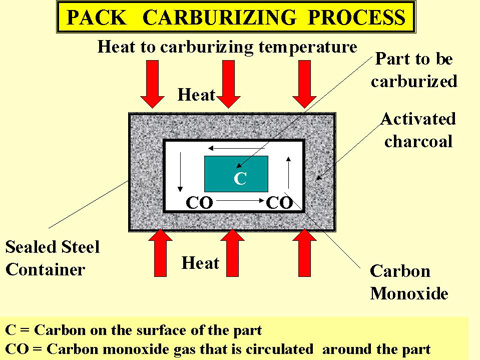 PACK CARBURIZING PROCESS
Heat to carburizing temperature
Part to be
carburized
Heat
Activated
charcoal
C
CO
CO
Sealed Steel
Container
Heat
Carbon
Monoxide
C = Carbon on the surface of the part
CO = Carbon monoxide gas that is circulated around the part